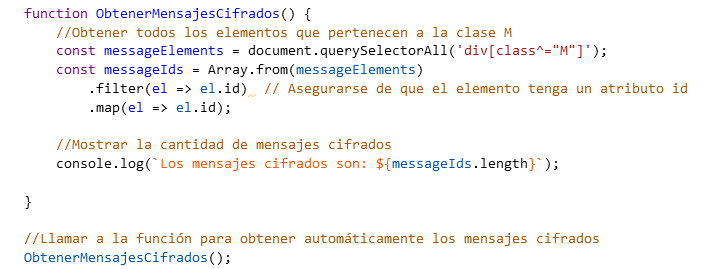 function ObtenerMensajesCifrados() {
//Obtener todos los elementos que pertenecen a la clase M
const messageElements = document.querySelectorAll('div[class^="M"]');
const messageIds = Array.from(messageElements)
.filter(el => el.id)  // Asegurarse de que el elemento tenga un atributo id
.map(el => el.id);
//Mostrar la cantidad de mensajes cifrados
console.log(`Los mensajes cifrados son: ${messageIds.length}`);
}
//Llamar a la función para obtener automáticamente los mensajes cifrados
ObtenerMensajesCifrados();